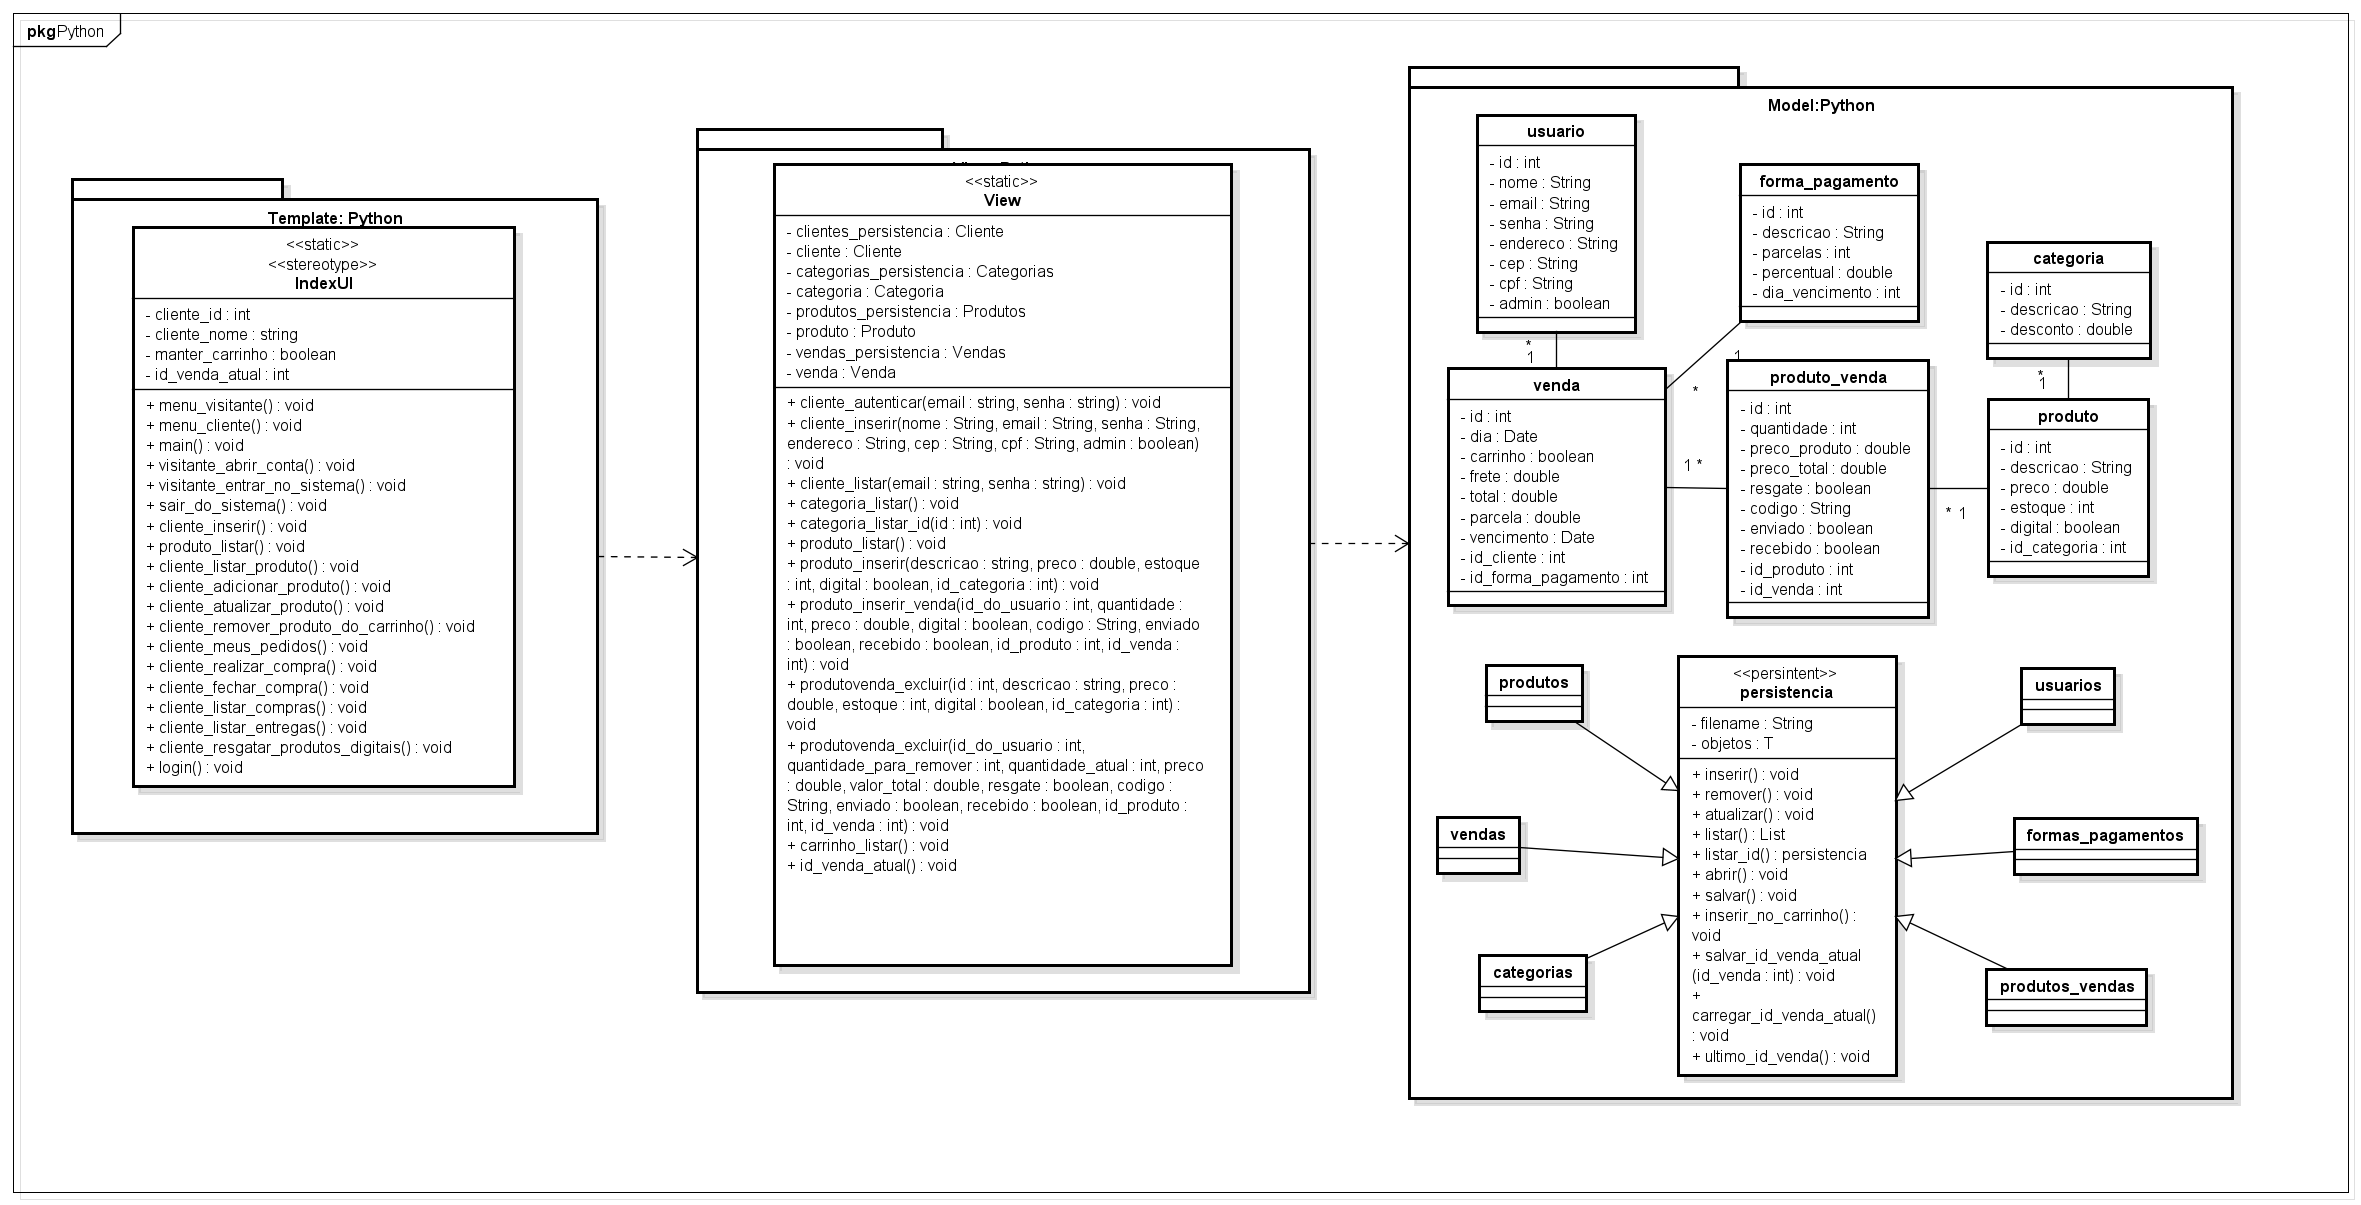 pkgPython
Template: Python
<<static>>
<<stereotype>>
IndexUI
- cliente_id : int
- cliente_nome : string
- manter_carrinho : boolean
- id_venda_atual : int
+ menu_visitante() : void
+ menu_cliente() : void
+ main() : void
+ visitante_abrir_conta() : void
+ visitante_entrar_no_sistema() : void
+ sair_do_sistema() : void
+ cliente_inserir() : void
+ produto_listar() : void
+ cliente_listar_produto() : void
+ cliente_adicionar_produto() : void
+ cliente_atualizar_produto() : void
+ cliente_remover_produto_do_carrinho() : void
+ cliente_meus_pedidos() : void
+ cliente_realizar_compra() : void
+ cliente_fechar_compra() : void
+ cliente_listar_compras() : void
+ cliente_listar_entregas() : void
+ cliente_resgatar_produtos_digitais() : void
+ login() : void
<<static>>
View
- clientes_persistencia : Cliente
- cliente : Cliente
- categorias_persistencia : Categorias
- categoria : Categoria
- produtos_persistencia : Produtos
- produto : Produto
- vendas_persistencia : Vendas
- venda : Venda
+ cliente_autenticar(email : string, senha : string) : void
+ cliente_inserir(nome : String, email : String, senha : String,
endereco : String, cep : String, cpf : String, admin : boolean)
: void
+ cliente_listar(email : string, senha : string) : void
+ categoria_listar() : void
+ categoria_listar_id(id : int) : void
+ produto_listar() : void
+ produto_inserir(descricao : string, preco : double, estoque
: int, digital : boolean, id_categoria : int) : void
+ produto_inserir_venda(id_do_usuario : int, quantidade :
int, preco : double, digital : boolean, codigo : String, enviado
: boolean, recebido : boolean, id_produto : int, id_venda :
int) : void
+ produtovenda_excluir(id : int, descricao : string, preco :
double, estoque : int, digital : boolean, id_categoria : int) :
void
+ produtovenda_excluir(id_do_usuario : int,
quantidade_para_remover : int, quantidade_atual : int, preco
: double, valor_total : double, resgate : boolean, codigo :
String, enviado : boolean, recebido : boolean, id_produto :
int, id_venda : int) : void
+ carrinho_listar() : void
+ id_venda_atual() : void
Model:Python
usuario
- id : int
- nome : String
- email : String
- senha : String
- endereco : String
- cep : String
- cpf : String
- admin : boolean
forma_pagamento
- id : int
- descricao : String
- parcelas : int
- percentual : double
- dia_vencimento : int
categoria
- id : int
- descricao : String
- desconto : double
*
1
1
*
*
1
venda
- id : int
- dia : Date
- carrinho : boolean
- frete : double
- total : double
- parcela : double
- vencimento : Date
- id_cliente : int
- id_forma_pagamento : int
1 *
produto_venda
- id : int
- quantidade : int
- preco_produto : double
- preco_total : double
- resgate : boolean
- codigo : String
- enviado : boolean
- recebido : boolean
- id_produto : int
- id_venda : int
* 1
produto
- id : int
- descricao : String
- preco : double
- estoque : int
- digital : boolean
- id_categoria : int
produtos
vendas
categorias
<<persintent>>
persistencia
- filename : String
- objetos : T
+ inserir() : void
+ remover() : void
+ atualizar() : void
+ listar() : List
+ listar_id() : persistencia
+ abrir() : void
+ salvar() : void
+ inserir_no_carrinho() :
void
+ salvar_id_venda_atual
(id_venda : int) : void
+
carregar_id_venda_atual()
: void
+ ultimo_id_venda() : void
usuarios
formas_pagamentos
produtos_vendas